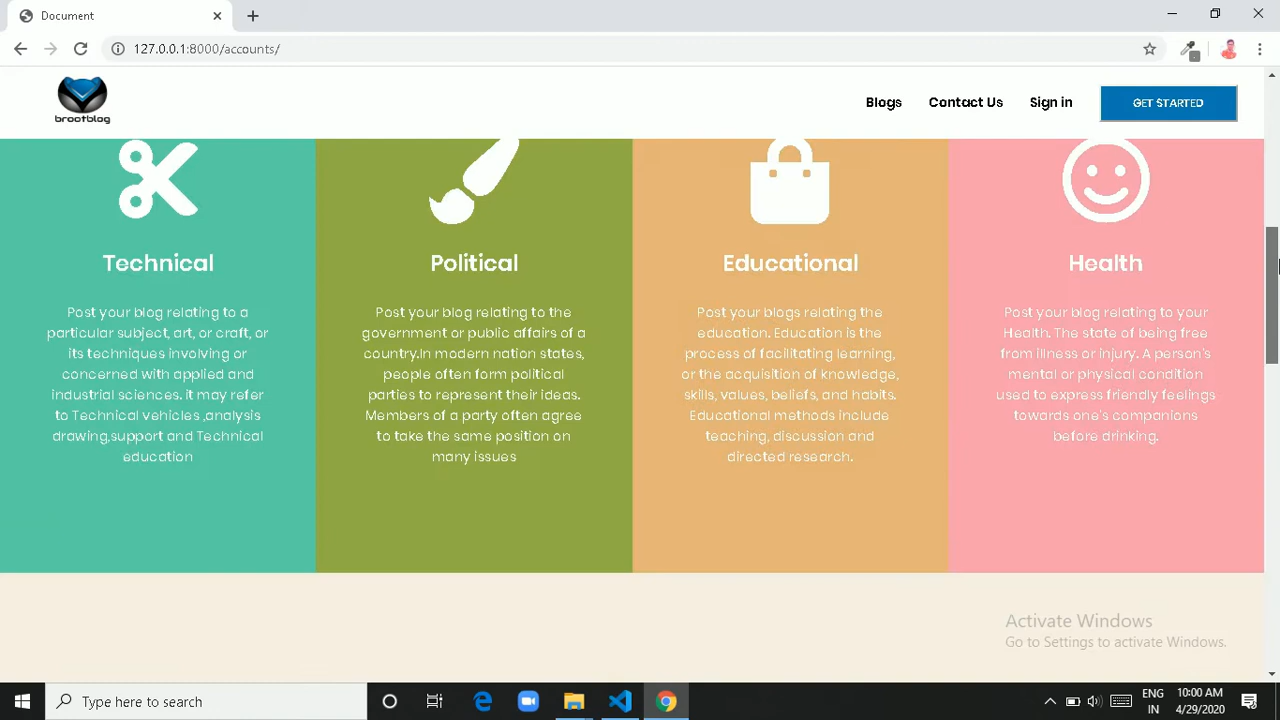 Document
127.0.0.1:8000/accounts/
brootblog
Blogs
Contact Us
Sign in
GET STARTED
Technical
Post your blog relating to a
particular subject, art, or craft, or
its techniques involving or
concerned with applied and
industrial sciences. it may refer
to Technical vehicles ,analysis
drawing,support and Technical
education
Political
Post your blog relating to the
government or public affairs of a
country.In modern nation states,
people often form political
parties to represent their ideas.
Members of a party often agree
to take the same position on
many issues
Educational
Post your blogs relating the
education. Education is the
process of facilitating learning,
or the acquisition of knowledge,
skills, values, beliefs, and habits.
Educational methods include
teaching, discussion and
directed research.
Health
Post your blog relating to your
Health. The state of being free
from illness or injury. A person's
mental or physical condition
used to express friendly feelings
towards one's companions
before drinking.
Activate Windows
Go to Settings to activate Windows.
Type here to search
ENG
IN
10:00 AM
4/29/2020